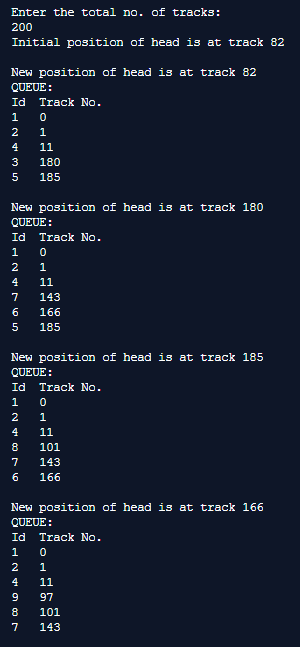 Enter the total no. of tracks:
200
Initial position of head is at track 82
New position of head is at track 82
QUEUE:
Id Track No.
1 0
2 1
4 11
3 180
5 185
New position of head is at track 180
QUEUE:
Id Track No.
1 0
2 1
4 11
7 143
6 166
5 185
New position of head is at track 185
QUEUE:
Id Track No.
1 0
2 1
4 11
8 101
7 143
6 166
New position of head is at track 166
QUEUE:
Id Track No.
1 0
2 1
4 11
9 97
8 101
7 143